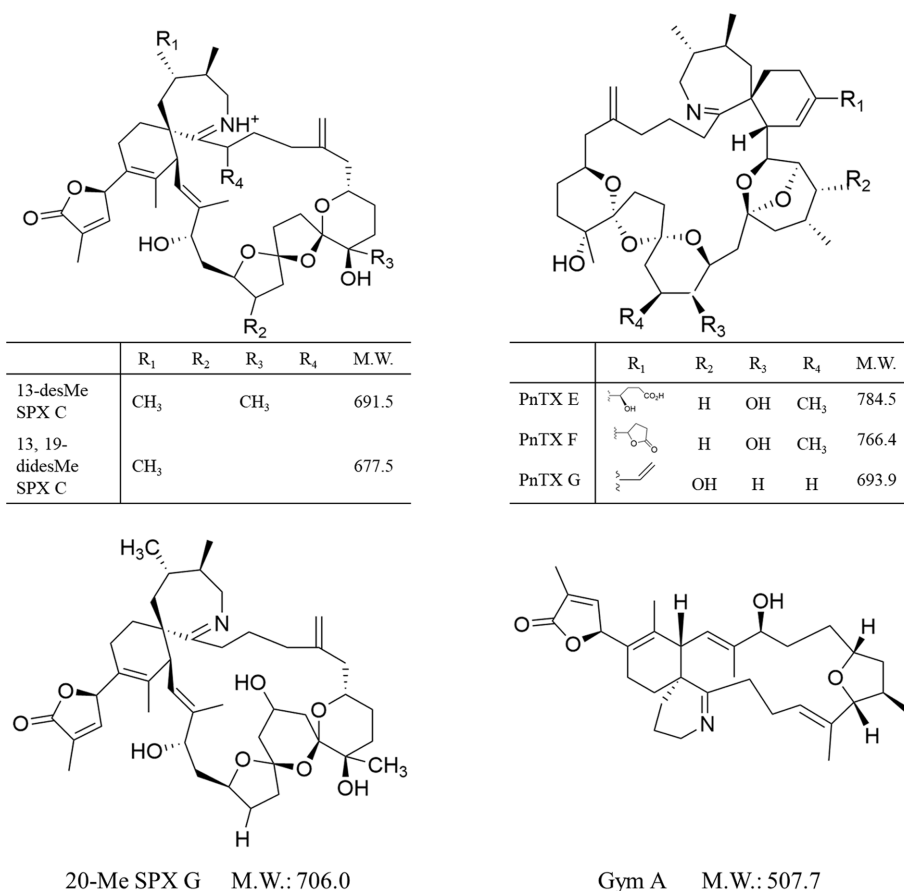 R₁
NH⁺
R₄
O
O
O
O
O
O
HO
R₃
OH
R₂
R₁ R₂ R₃ R₄ M.W.
13-desMe
SPX C
CH₃ CH₃ 691.5
13, 19-
didesMe
SPX C
CH₃ 677.5
N
R₁
H
O
R₂
O
O
O
O
HO
R₄
R₃
R₁ R₂ R₃ R₄ M.W.
PnTX E CO₂H OH H OH CH₃ 784.5
PnTX F O O H OH CH₃ 766.4
PnTX G OH H H 693.9
H₃C
N
HO
O
O
O
O
O
O
HO
CH₃
OH
H
20-Me SPX G M.W.: 706.0
O
O
H
OH
H
O
N
H
Gym A M.W.: 507.7